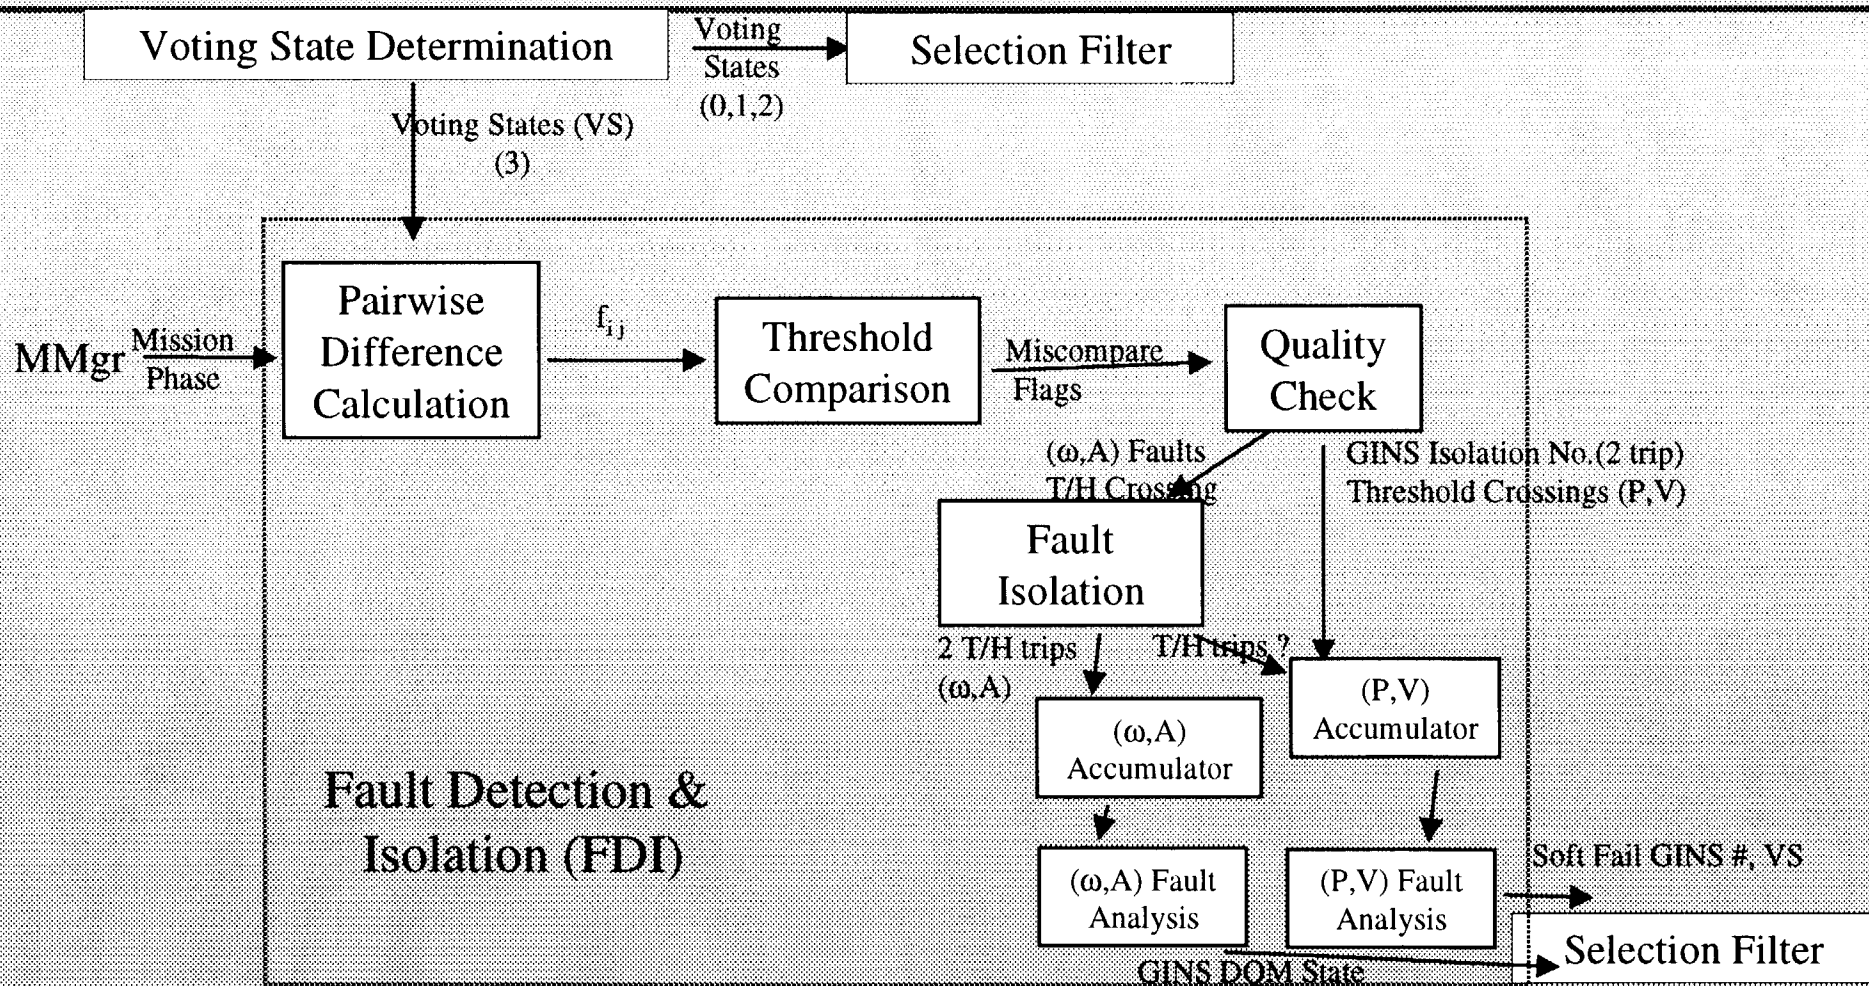 Voting State Determination
Voting
States
(0,1,2)
Selection Filter
Voting States (VS)
(3)
MMgr
Mission
Phase
Pairwise
Difference
Calculation
f i j
Threshold
Comparison
Miscompare
Flags
Quality
Check
(ω,A) Faults
T/H Crossing
GINS Isolation No.(2 trip)
Threshold Crossings (P,V)
Fault
Isolation
2 T/H trips
(ω,A)
T/H trips ?
(ω,A)
Accumulator
(P,V)
Accumulator
Fault Detection &
Isolation (FDI)
(ω,A) Fault
Analysis
(P,V) Fault
Analysis
Soft Fail GINS #, VS
GINS DQM State
Selection Filter